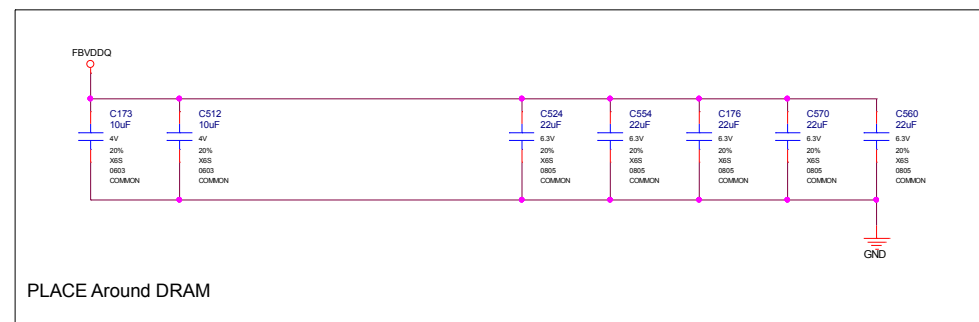 FBVDDQ
C173
10uF
4V
20%
X6S
0603
COMMON
C512
10uF
4V
20%
X6S
0603
COMMON
C524
22uF
6.3V
20%
X6S
0805
COMMON
C554
22uF
6.3V
20%
X6S
0805
COMMON
C176
22uF
6.3V
20%
X6S
0805
COMMON
C570
22uF
6.3V
20%
X6S
0805
COMMON
C560
22uF
6.3V
20%
X6S
0805
COMMON
GND
PLACE Around DRAM